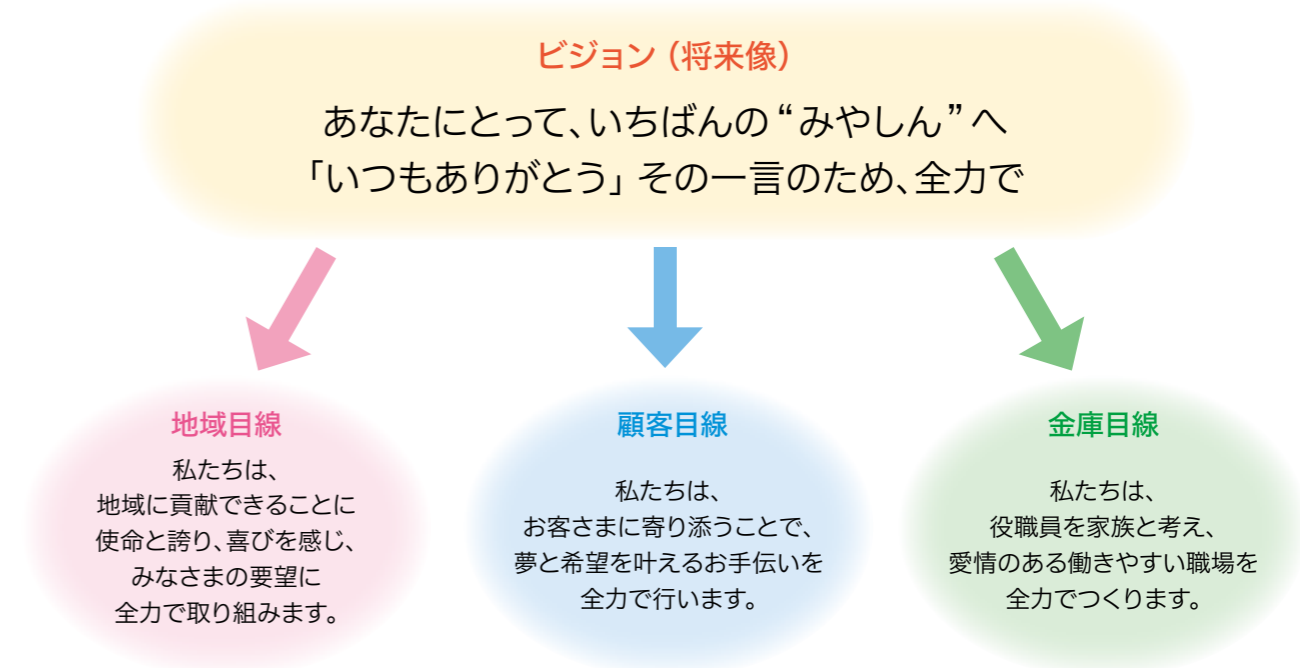 ビジョン（将来像）
あなたにとって、いちばんの“みやしん”へ
「いつもありがとう」その一言のため、全力で
地域目線
私たちは、
地域に貢献できることに
使命と誇り、喜びを感じ、
みなさまの要望に
全力で取り組みます。
顧客目線
私たちは、
お客さまに寄り添うことで、
夢と希望を叶えるお手伝いを
全力で行います。
金庫目線
私たちは、
役職員を家族と考え、
愛情のある働きやすい職場を
全力でつくります。